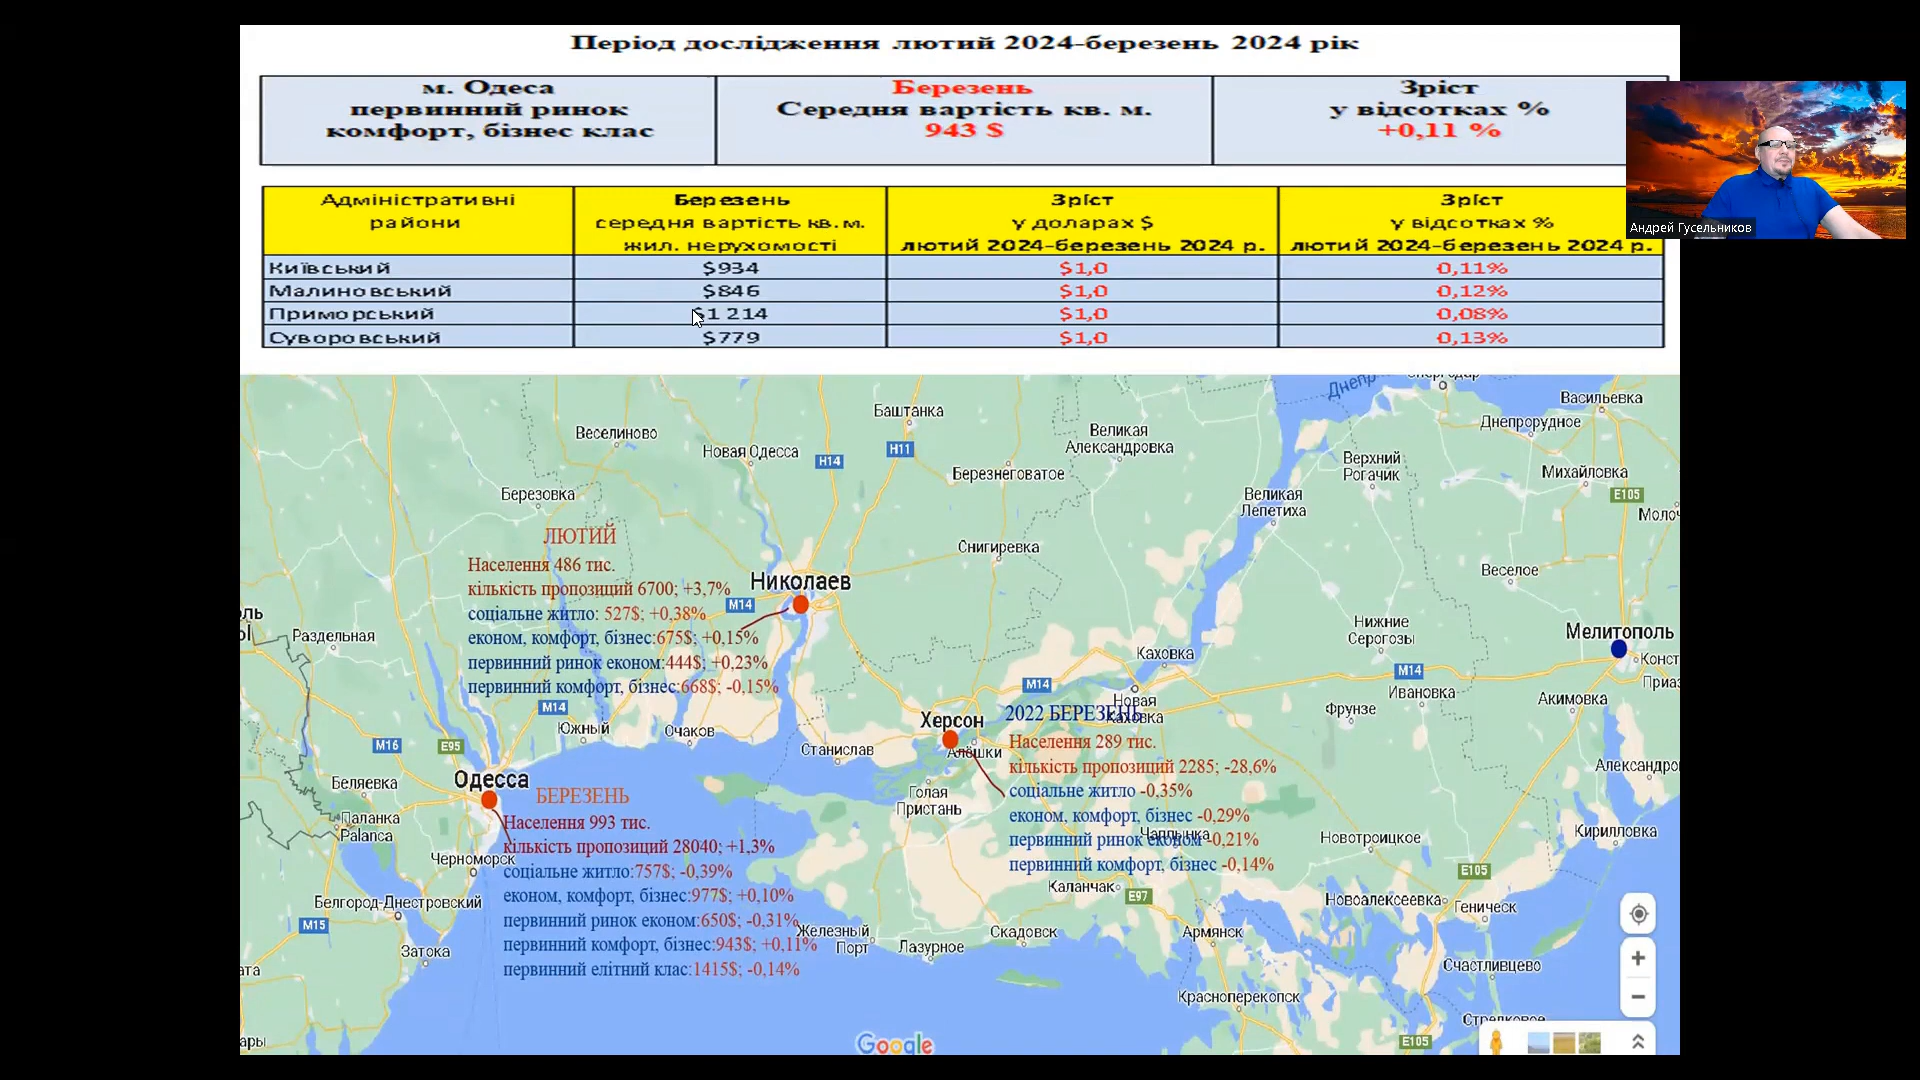 Період дослідження лютий 2024-березень 2024 рік
м. Одеса
первинний ринок
комфорт, бізнес клас
Березень
Середня вартість кв. м.
943 $
Зріст
у відсотках %
+0,11 %
Адміністративні
райони
Березень
середня вартість кв.м.
жил. нерухомості
Зріст
у доларах $
лютий 2024-березень 2024 р.
Зріст
у відсотках %
лютий 2024-березень 2024 р.
Київський $934 $1,0 0,11%
Малиновський $846 $1,0 0,12%
Приморський $1 214 $1,0 0,08%
Суворовський $779 $1,0 0,13%
Андрей Гусельников
Днепр
Васильевка
Баштанка
Днепрорудное
Веселиново
Великая
Александровка
Новая Одесса
H14
H11
Верхний
Рогачик
Березнеговатое
Михайловка
Березовка
Великая
Лепетиха
E105
ЛЮТИЙ
Населення 486 тис.
кількість пропозиций 6700; +3,7%
соціальне житло: 527$; +0,38%
економ, комфорт, бізнес:675$; +0,15%
первинний ринок економ:444$; +0,23%
первинний комфорт, бізнес:668$; -0,15%
Снигиревка
Николаев
M14
Веселое
Раздельная
Нижние
Серогозы
Мелитополь
Каховка
M14
Ивановка
Акимовка
M14
Новая
Каховка
Фрунзе
M14
Южный
Очаков
Херсон
Алёшки
Станислав
2022 БЕРЕЗЕНЬ
Населення 289 тис.
кількість пропозиций 2285; -28,6%
соціальне житло -0,35%
економ, комфорт, бізнес -0,29%
первинний ринок економ -0,21%
первинний комфорт, бізнес -0,14%
M16
E95
Одесса
Беляевка
Голая
Пристань
Чаплынка
Новотроицкое
Кирилловка
Паланка
Palanca
Черноморск
БЕРЕЗЕНЬ
Населення 993 тис.
кількість пропозиций 28040; +1,3%
соціальне житло:757$; -0,39%
економ, комфорт, бізнес:977$; +0,10%
первинний ринок економ:650$; -0,31%
первинний комфорт, бізнес:943$; +0,11%
первинний елітний клас:1415$; -0,14%
E105
Каланчак
E97
Новоалексеевка
Геническ
Белгород-Днестровский
M15
Затока
Железный
Порт
Лазурное
Скадовск
Армянск
Счастливцево
Красноперекопск
E105
Google